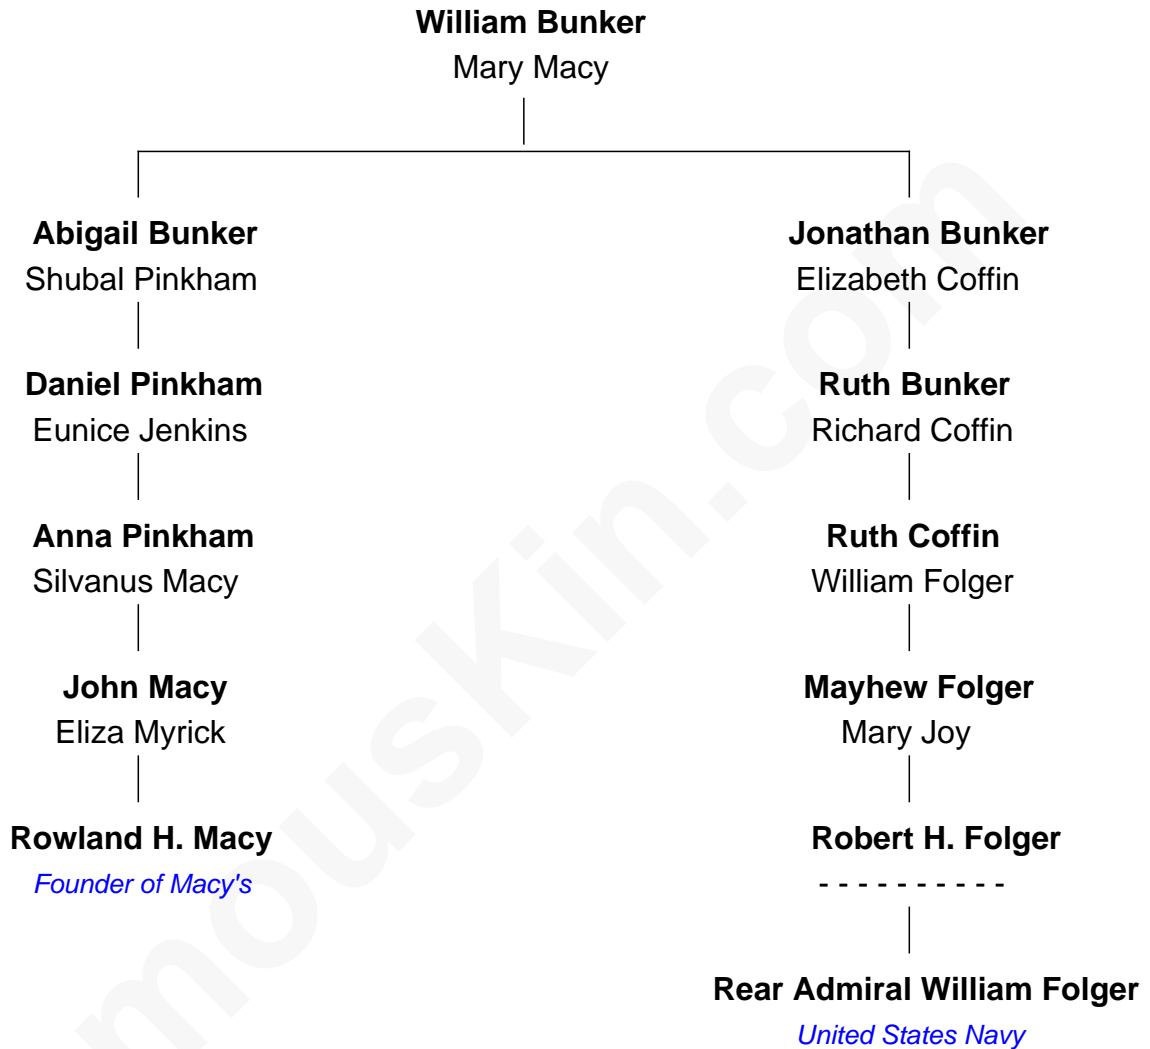 William Bunker
Mary Macy
Abigail Bunker
Shubal Pinkham
Jonathan Bunker
Elizabeth Coffin
Daniel Pinkham
Eunice Jenkins
Ruth Bunker
Richard Coffin
Anna Pinkham
Silvanus Macy
Ruth Coffin
William Folger
John Macy
Eliza Myrick
Mayhew Folger
Mary Joy
Rowland H. Macy
Founder of Macy's
Robert H. Folger
- - - - - - - - - -
Rear Admiral William Folger
United States Navy
mousKin.com